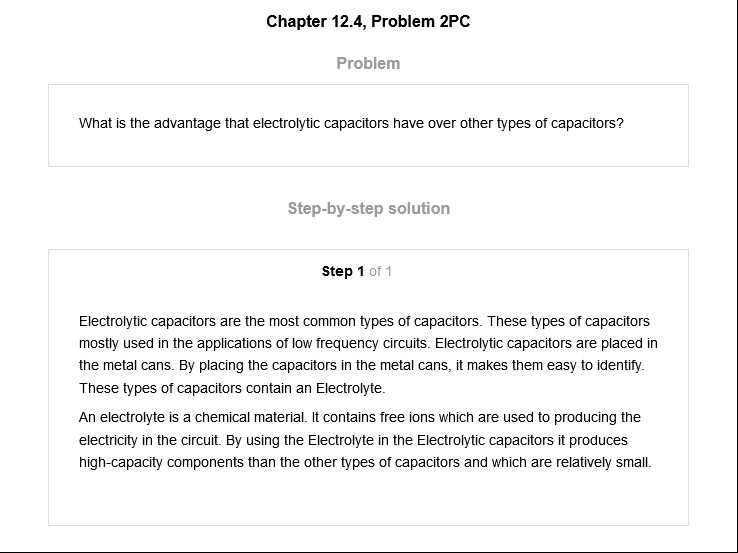 Chapter 12.4, Problem 2PC
Problem
What is the advantage that electrolytic capacitors have over other types of capacitors?
Step-by-step solution
Step 1 of 1
Electrolytic capacitors are the most common types of capacitors. These types of capacitors
mostly used in the applications of low frequency circuits. Electrolytic capacitors are placed in
the metal cans. By placing the capacitors in the metal cans, it makes them easy to identify.
These types of capacitors contain an Electrolyte.
An electrolyte is a chemical material. It contains free ions which are used to producing the
electricity in the circuit. By using the Electrolyte in the Electrolytic capacitors it produces
high-capacity components than the other types of capacitors and which are relatively small.